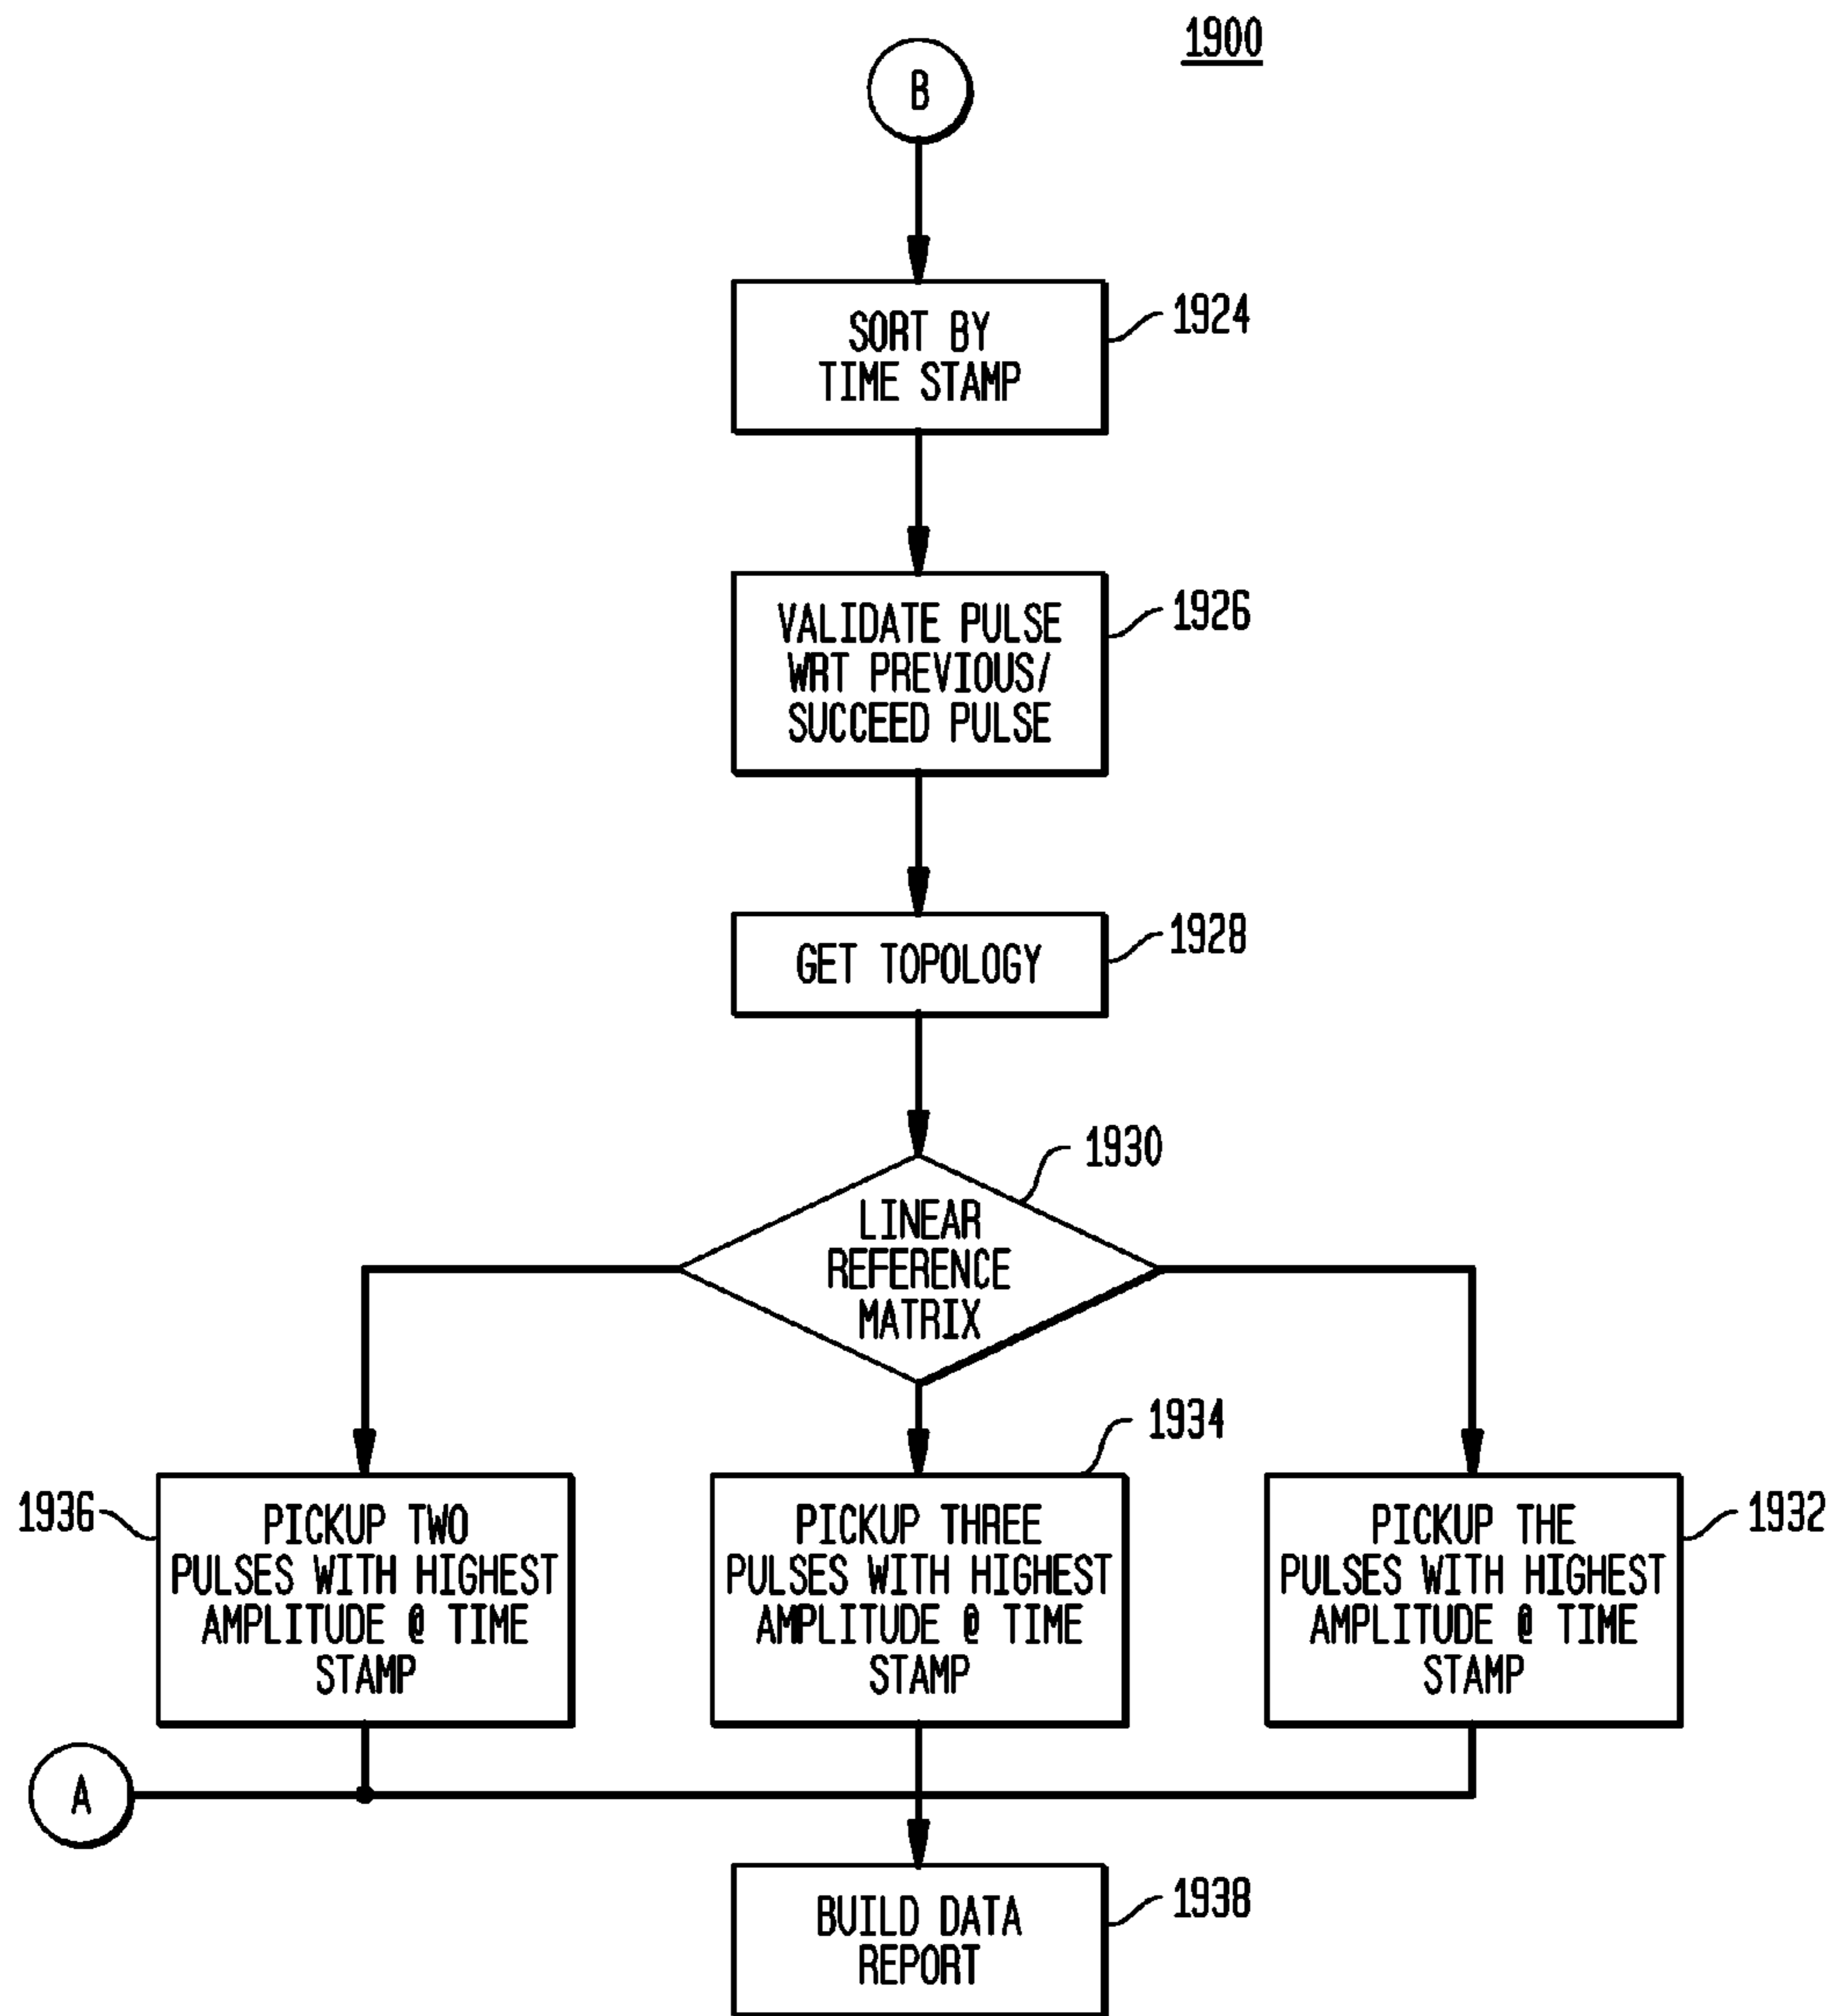 1900
B
SORT BY
TIME STAMP
1924
VALIDATE PULSE
WRT PREVIOUS/
SUCCEED PULSE
1926
GET TOPOLOGY
1928
LINEAR
REFERENCE
MATRIX
1930
1936
PICKUP TWO
PULSES WITH HIGHEST
AMPLITUDE @ TIME
STAMP
1934
PICKUP THREE
PULSES WITH HIGHEST
AMPLITUDE @ TIME
STAMP
1932
PICKUP THE
PULSES WITH HIGHEST
AMPLITUDE @ TIME
STAMP
A
BUILD DATA
REPORT
1938